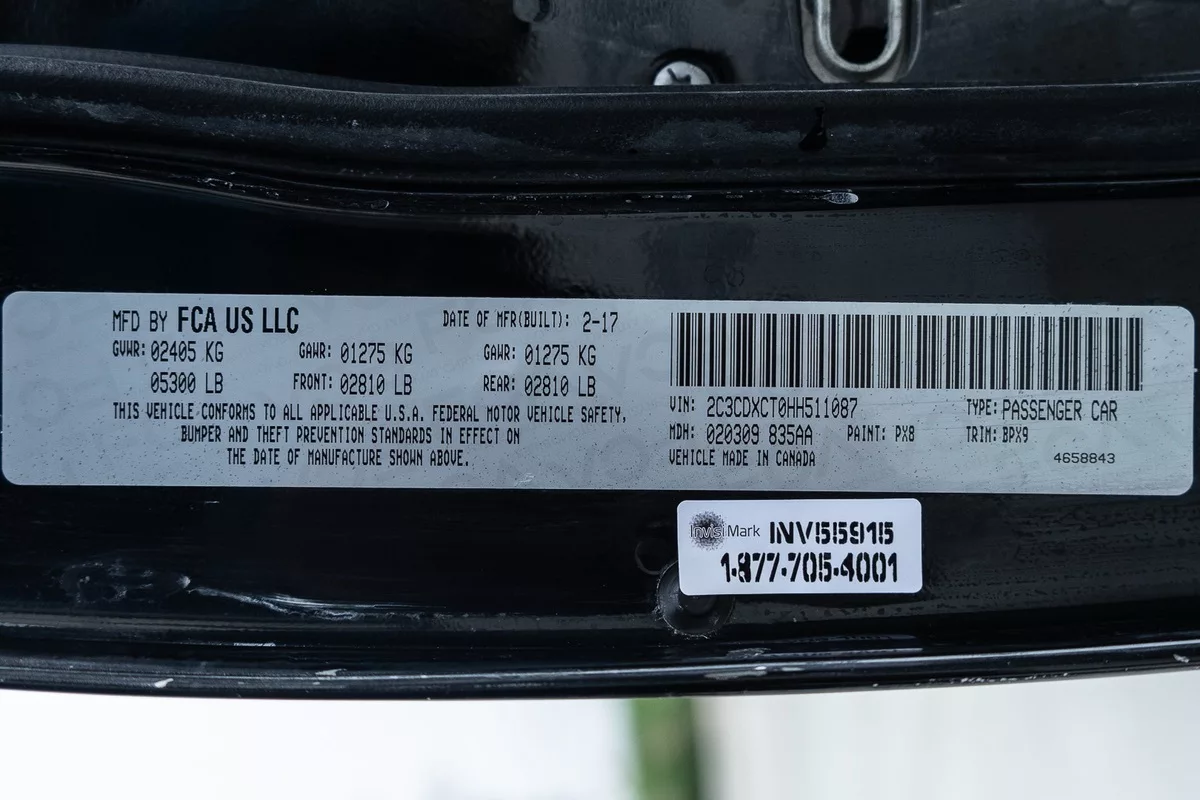 MFD BY FCA US LLC DATE OF MFR(BUILT): 2-17
GVWR: 02405 KG GAWR: 01275 KG GAWR: 01275 KG
05300 LB FRONT: 02810 LB REAR: 02810 LB
THIS VEHICLE CONFORMS TO ALL APPLICABLE U.S.A. FEDERAL MOTOR VEHICLE SAFETY,
BUMPER AND THEFT PREVENTION STANDARDS IN EFFECT ON
THE DATE OF MANUFACTURE SHOWN ABOVE.
VIN: 2C3CDXCT0HH511087 TYPE: PASSENGER CAR
MDH: 020309 835AA PAINT: PX8 TRIM: BPX9
VEHICLE MADE IN CANADA 4658843
InvisiMark INV55915
1-877-705-4001